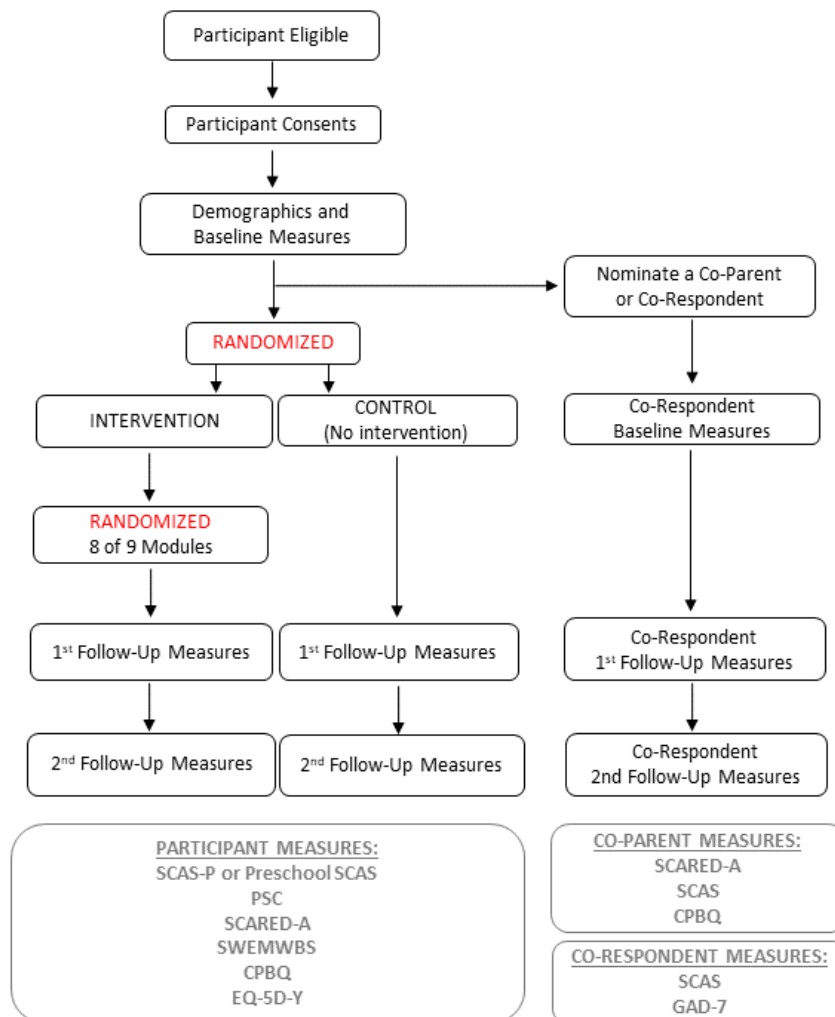 Participant Eligible
Participant Consents
Demographics and
Baseline Measures
Nominate a Co-Parent
or Co-Respondent
RANDOMIZED
INTERVENTION
CONTROL
(No intervention)
Co-Respondent
Baseline Measures
RANDOMIZED
8 of 9 Modules
1st Follow-Up Measures
1st Follow-Up Measures
Co-Respondent
1st Follow-Up Measures
2nd Follow-Up Measures
2nd Follow-Up Measures
Co-Respondent
2nd Follow-Up Measures
PARTICIPANT MEASURES:
SCAS-P or Preschool SCAS
PSC
SCARED-A
SWEMWBS
CPBQ
EQ-5D-Y
CO-PARENT MEASURES:
SCARED-A
SCAS
CPBQ
CO-RESPONDENT MEASURES:
SCAS
GAD-7